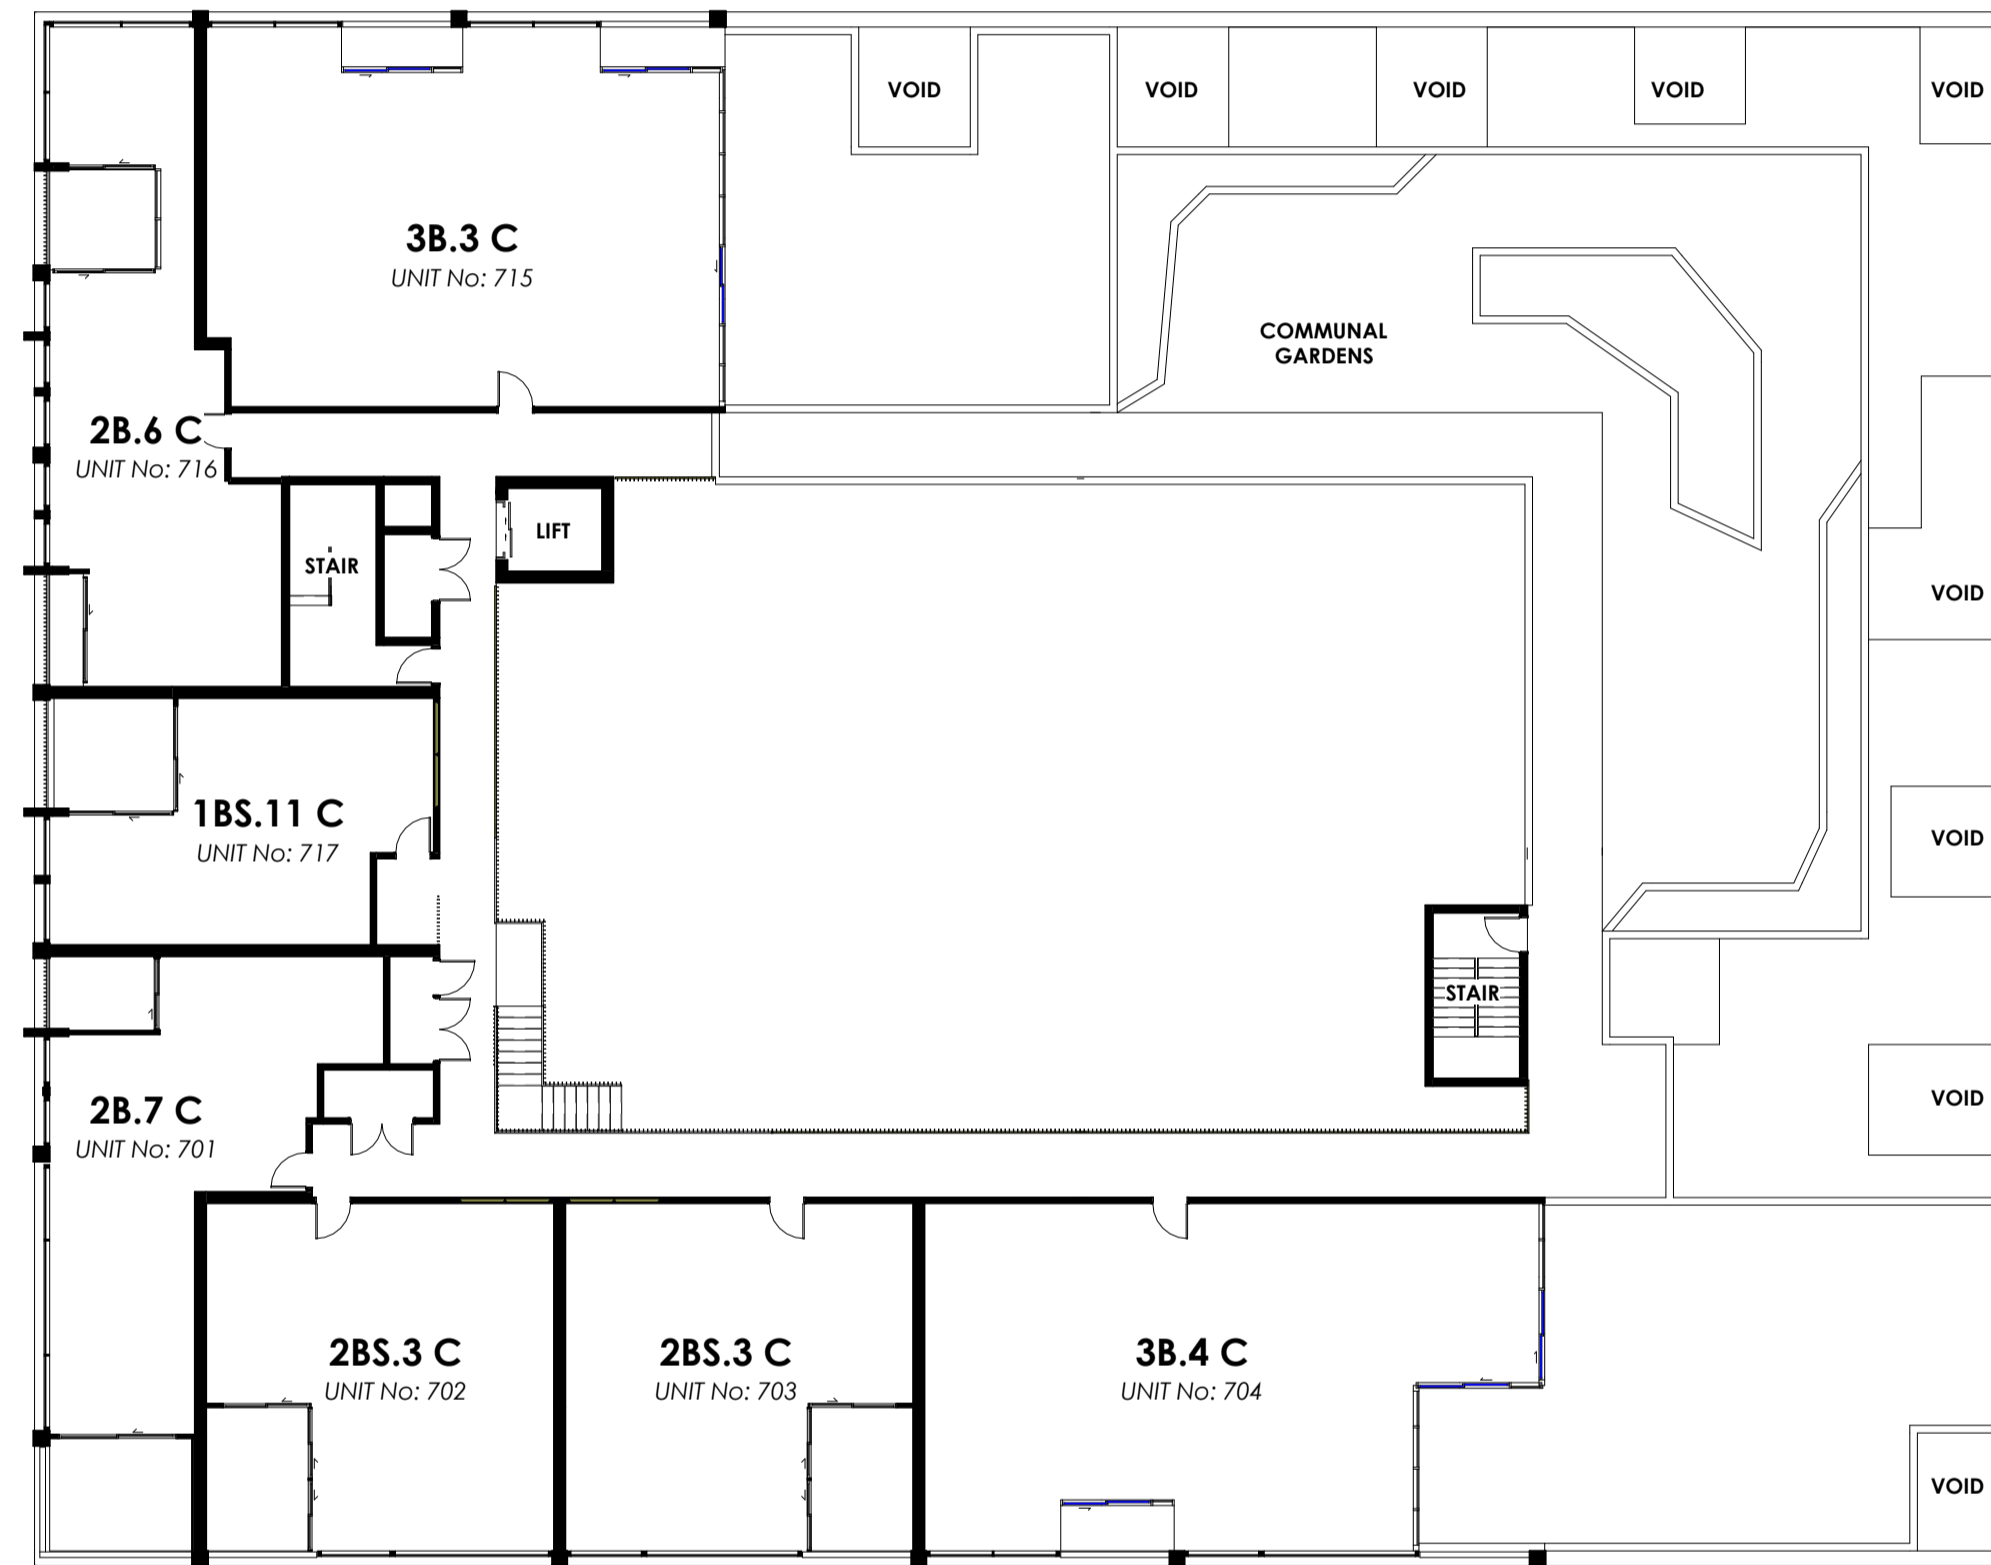 VOID
VOID
VOID
VOID
VOID
3B.3 C
UNIT No: 715
COMMUNAL
GARDENS
2B.6 C
UNIT No: 716
LIFT
STAIR
VOID
1BS.11 C
UNIT No: 717
VOID
STAIR
2B.7 C
UNIT No: 701
VOID
2BS.3 C
UNIT No: 702
2BS.3 C
UNIT No: 703
3B.4 C
UNIT No: 704
VOID